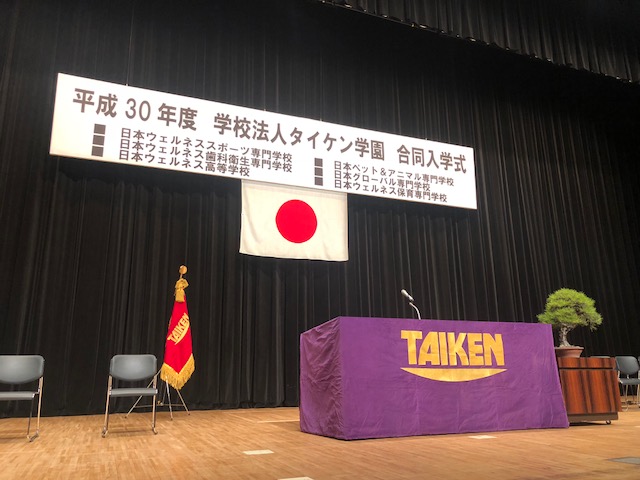 平成30年度 学校法人タイケン学園 合同入学式
■ 日本ウェルネススポーツ専門学校
■ 日本ウェルネス歯科衛生専門学校
■ 日本ウェルネス高等学校
■ 日本ペット&アニマル専門学校
■ 日本グローバル専門学校
■ 日本ウェルネス保育専門学校
TAIKEN
TAIKEN